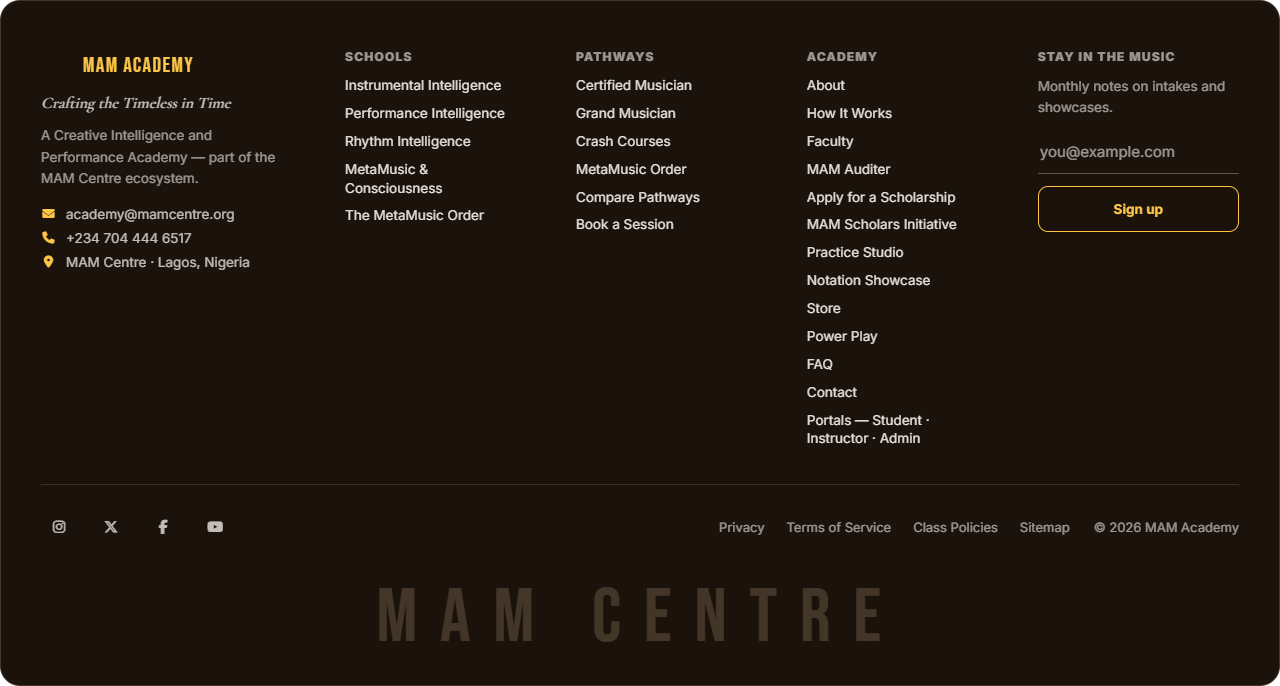 MAM ACADEMY
Crafting the Timeless in Time
A Creative Intelligence and
Performance Academy — part of the
MAM Centre ecosystem.
academy@mamcentre.org
+234 704 444 6517
MAM Centre · Lagos, Nigeria
SCHOOLS
Instrumental Intelligence
Performance Intelligence
Rhythm Intelligence
MetaMusic &
Consciousness
The MetaMusic Order
PATHWAYS
Certified Musician
Grand Musician
Crash Courses
MetaMusic Order
Compare Pathways
Book a Session
ACADEMY
About
How It Works
Faculty
MAM Auditer
Apply for a Scholarship
MAM Scholars Initiative
Practice Studio
Notation Showcase
Store
Power Play
FAQ
Contact
Portals — Student ·
Instructor · Admin
STAY IN THE MUSIC
Monthly notes on intakes and
showcases.
you@example.com
Sign up
Privacy Terms of Service Class Policies Sitemap © 2026 MAM Academy
MAM CENTRE